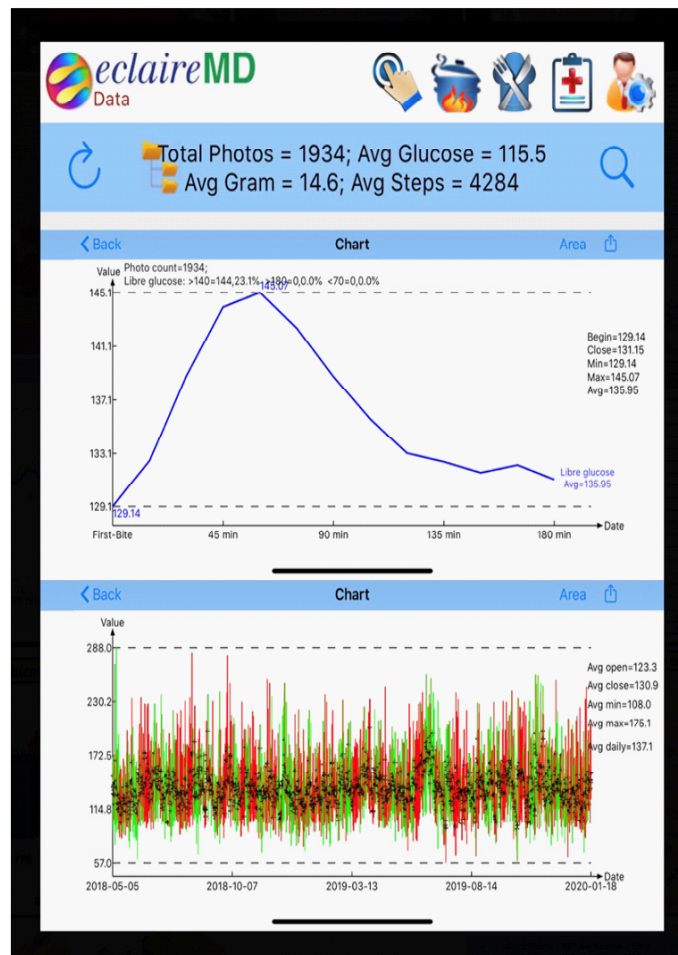 eclaireMD
Data
Total Photos = 1934; Avg Glucose = 115.5
Avg Gram = 14.6; Avg Steps = 4284
Back Chart Area
Value
Photo count=1934;
Libre glucose: >140=144,23.1% >180=0,0.0% <70=0,0.0%
145.07
145.1
141.1
137.1
133.1
129.1
129.14
Begin=129.14
Close=131.15
Min=129.14
Max=145.07
Avg=135.95
Libre glucose
Avg=135.95
Date
First-Bite 45 min 90 min 135 min 180 min
Back Chart Area
Value
288.0
230.2
172.5
114.8
57.0
Avg open=123.3
Avg close=130.9
Avg min=108.0
Avg max=176.1
Avg daily=137.1
Date
2018-05-05 2018-10-07 2019-03-13 2019-08-14 2020-01-18